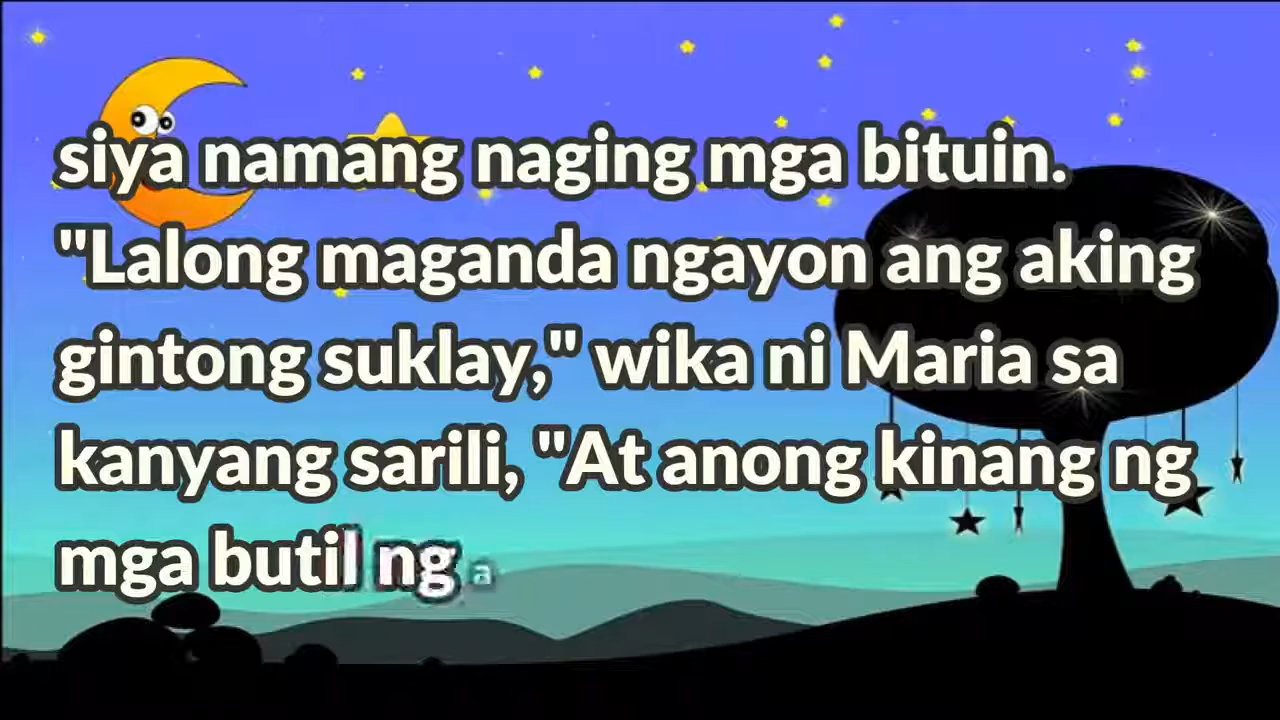 siya namang naging mga bituin.
"Lalong maganda ngayon ang aking
gintong suklay," wika ni Maria sa
kanyang sarili, "At anong kinang ng
mga butil ng a